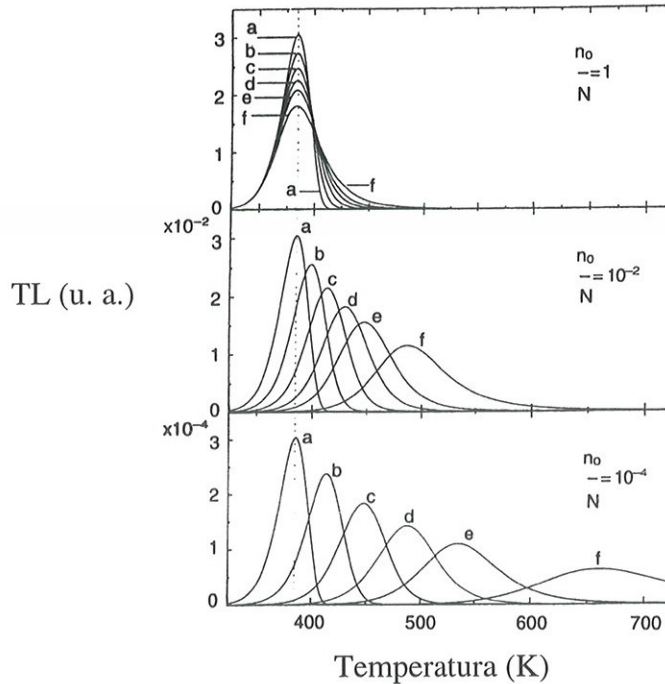 3
2
1
0
a
b
c
d
e
f
a
f
n₀
—=1
N
x10⁻²
3
2
1
0
a
b
c
d
e
f
n₀
—=10⁻²
N
TL (u. a.)
x10⁻⁴
3
2
1
0
a
b
c
d
e
f
n₀
—=10⁻⁴
N
400 500 600 700
Temperatura (K)